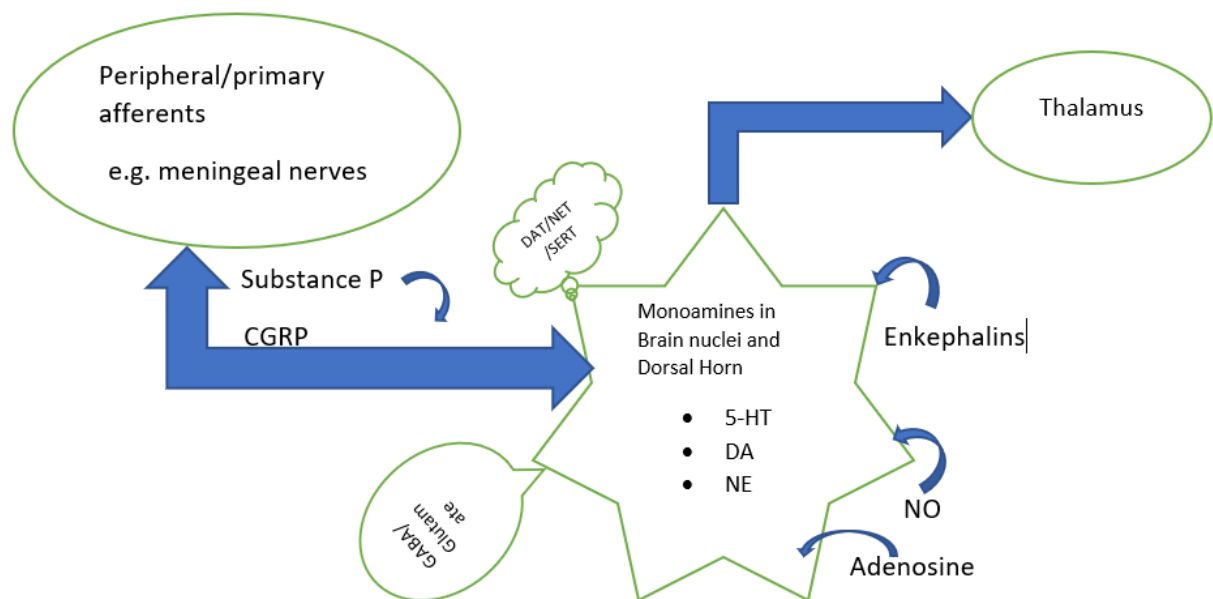 Peripheral/primary
afferents
e.g. meningeal nerves
Thalamus
DAT/NET
/SERT
Substance P
CGRP
Monoamines in
Brain nuclei and
Dorsal Horn
• 5-HT
• DA
• NE
Enkephalins
NO
Adenosine
GABA/
Glutam
ate